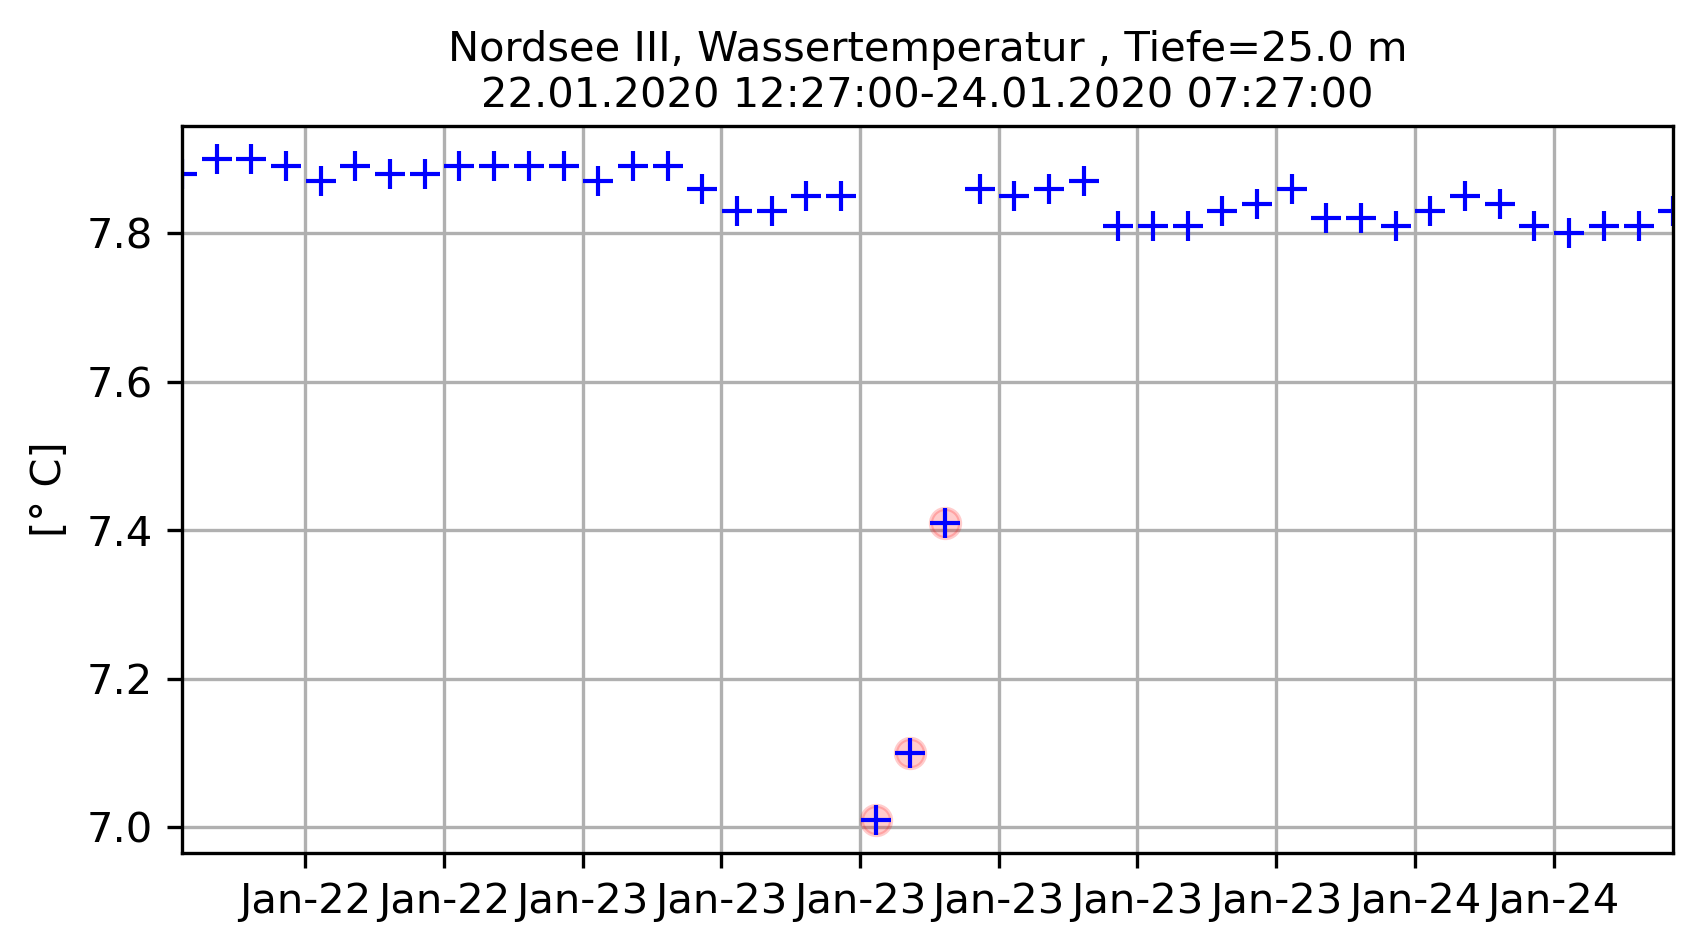 Nordsee III, Wassertemperatur , Tiefe=25.0 m
22.01.2020 12:27:00-24.01.2020 07:27:00
7.8
7.6
7.4
7.2
7.0
[° C]
Jan-22 Jan-22 Jan-23 Jan-23 Jan-23 Jan-23 Jan-23 Jan-23 Jan-24 Jan-24